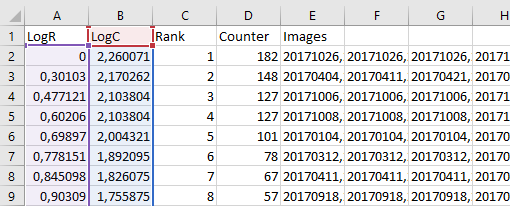 A B C D E F G H
1 LogR LogC Rank Counter Images
2 0 2,260071 1 182 20171026, 20171026, 20171026, 20171
3 0,30103 2,170262 2 148 20170404, 20170411, 20170421, 20170
4 0,477121 2,103804 3 127 20171006, 20171006, 20171006, 20171
5 0,60206 2,103804 4 127 20171008, 20171008, 20171008, 20171
6 0,69897 2,004321 5 101 20170104, 20170104, 20170104, 20170
7 0,778151 1,892095 6 78 20170312, 20170312, 20170312, 20170
8 0,845098 1,826075 7 67 20170411, 20170411, 20170411, 20170
9 0,90309 1,755875 8 57 20170918, 20170918, 20170918, 20170